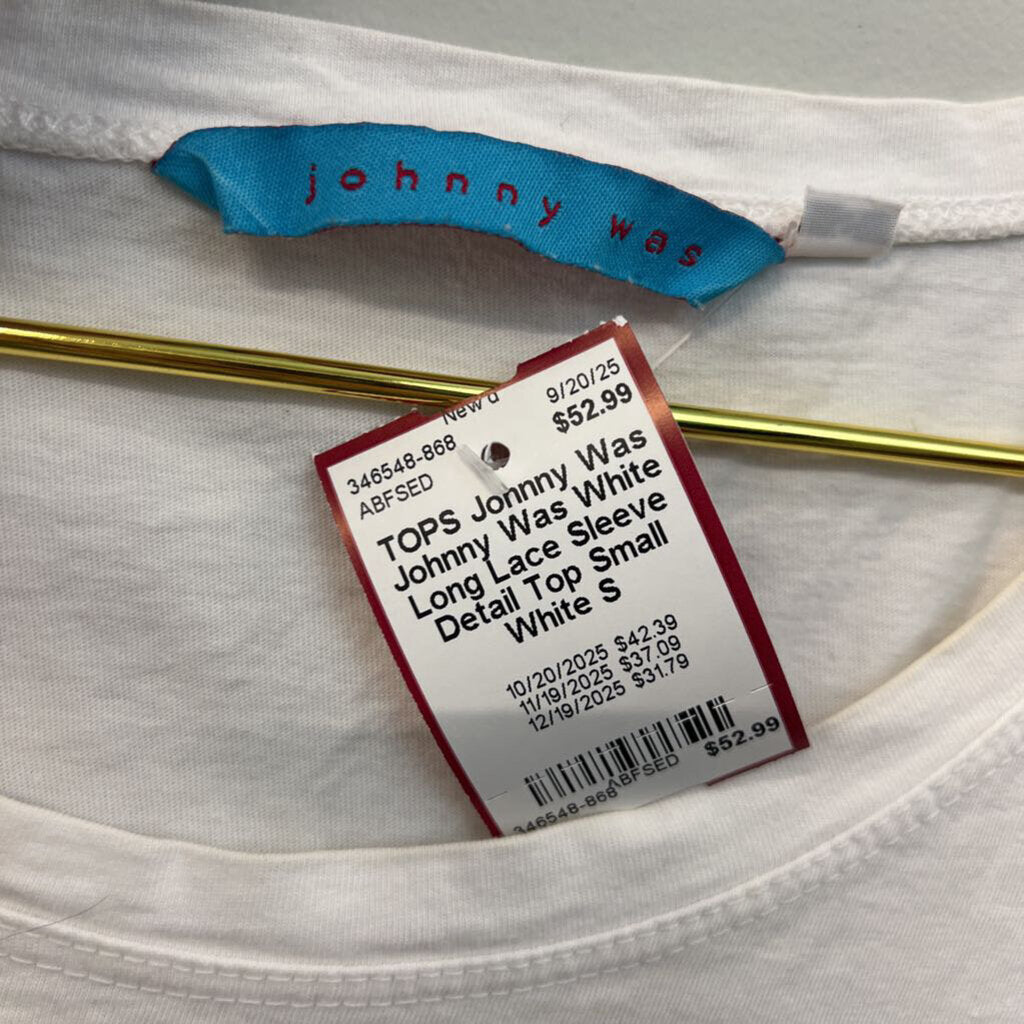 johnny was
New
9/20/25
346548-868
$52.99
ABFSED
TOPS Johnny Was
Johnny Was White
Long Lace Sleeve
Detail Top Small
White S
10/20/2025 $42.39
11/19/2025 $37.09
12/19/2025 $31.79
$52.99
ABFSED
346548-868